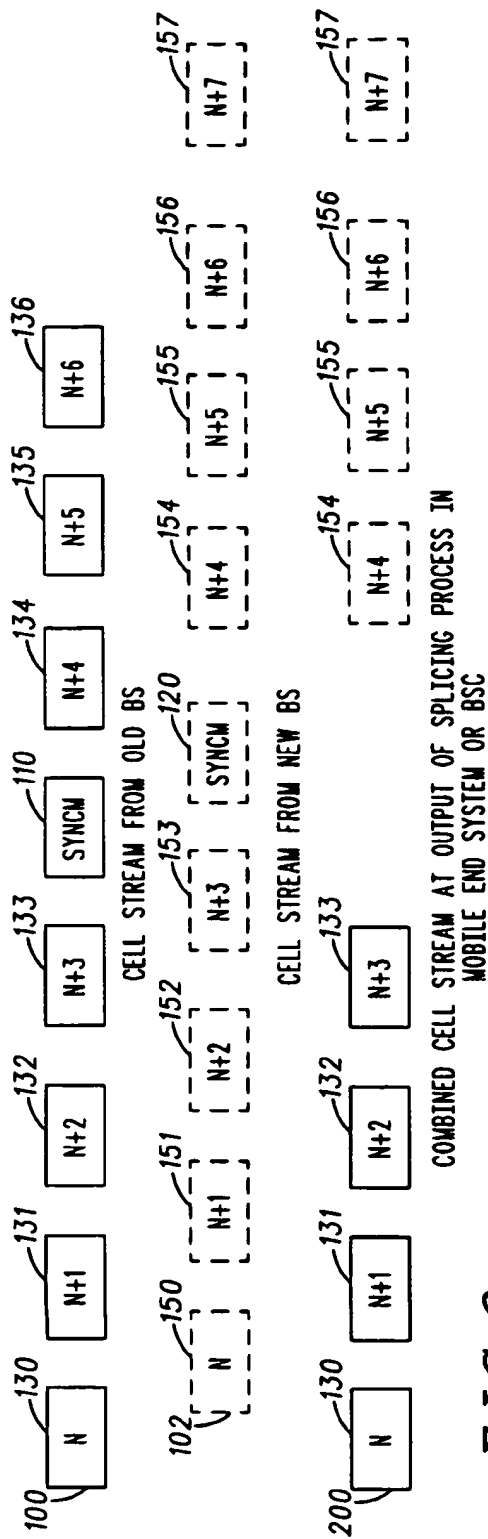 130 131 132 133 110 134 135 136
N N+1 N+2 N+3 SYNCM N+4 N+5 N+6
100
CELL STREAM FROM OLD BS
150 151 152 153 120 154 155 156 157
N N+1 N+2 N+3 SYNCM N+4 N+5 N+6 N+7
102
CELL STREAM FROM NEW BS
130 131 132 133 154 155 156 157
N N+1 N+2 N+3 N+4 N+5 N+6 N+7
200
COMBINED CELL STREAM AT OUTPUT OF SPLICING PROCESS IN
MOBILE END SYSTEM OR BSC
FIG.